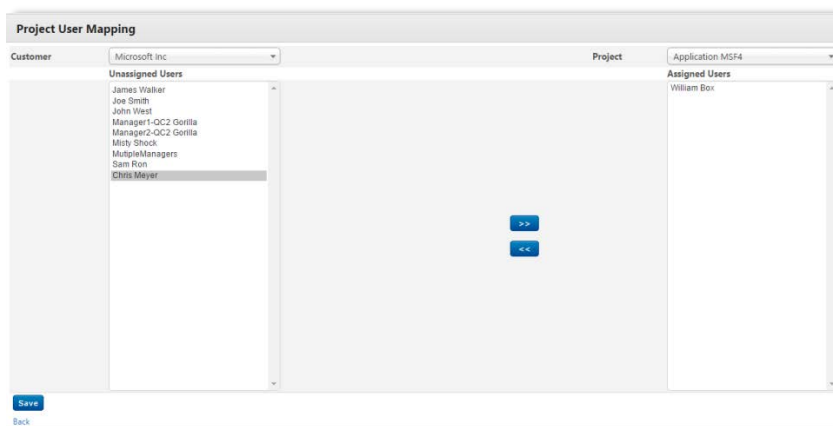 Project User Mapping
Customer Microsoft Inc Project Application MSF4
Unassigned Users Assigned Users
James Walker William Box
Joe Smith
John West
Manager1-QC2 Gorilla
Manager2-QC2 Gorilla
Misty Shock
MutipleManagers
Sam Ron
Chris Meyer
>>
<<
Save
Back